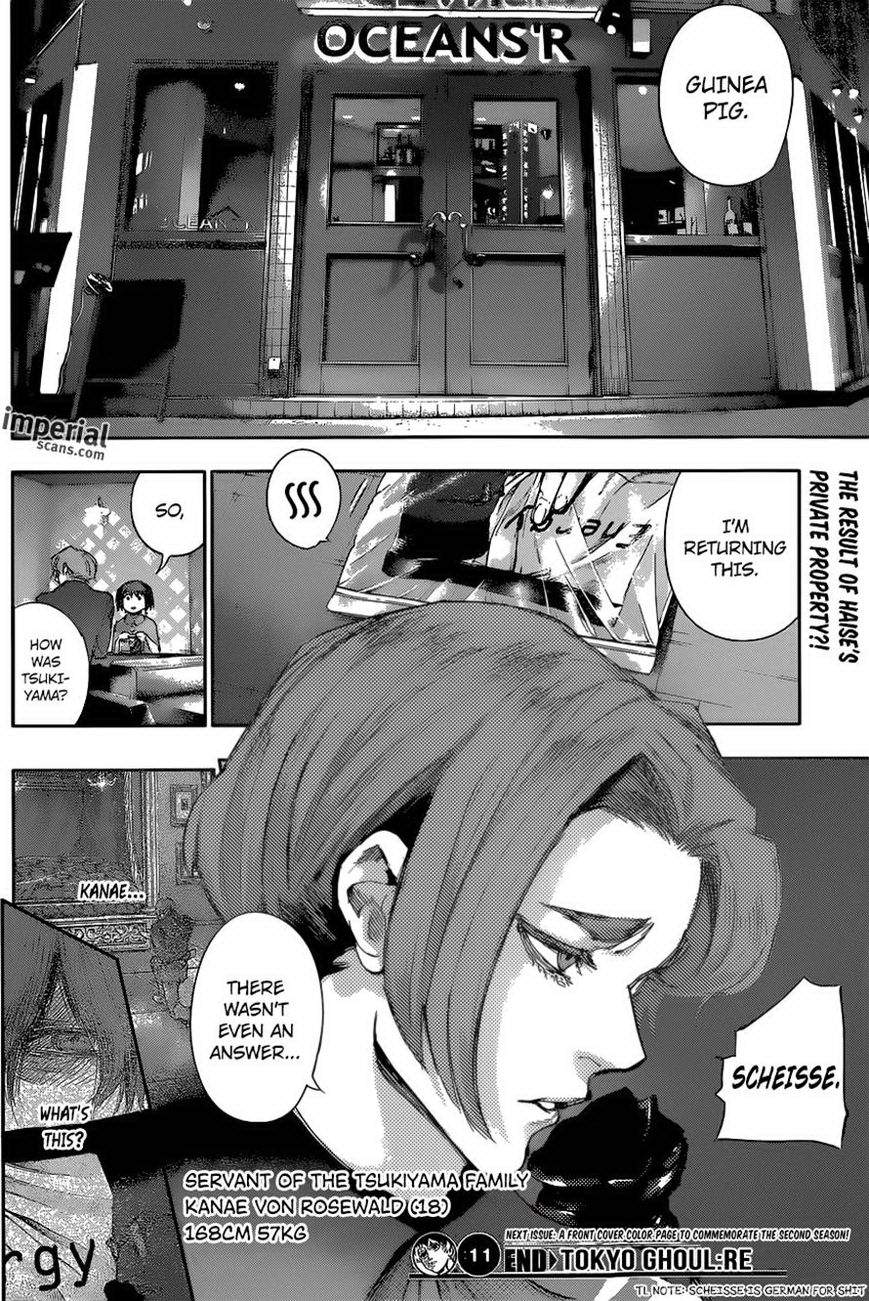 OCEANS'R
GUINEA
PIG.
imperial
scans.com
I'M
RETURNING
THIS.
THE RESULT OF HAISE'S
PRIVATE PROPERTY?!
SO,
HOW
WAS
TSUKI-
YAMA?
KANAE...
WHAT'S
THIS?
rgy
THERE
WASN'T
EVEN AN
ANSWER...
SCHEISSE.
SERVANT OF THE TSUKIYAMA FAMILY
KANAE VON ROSEWALD (18)
168CM 57KG
NEXT ISSUE: A FRONT COVER COLOR PAGE TO COMMEMORATE THE SECOND SEASON!
:11 END TOKYO GHOUL:RE
TL NOTE: SCHEISSE IS GERMAN FOR SHIT